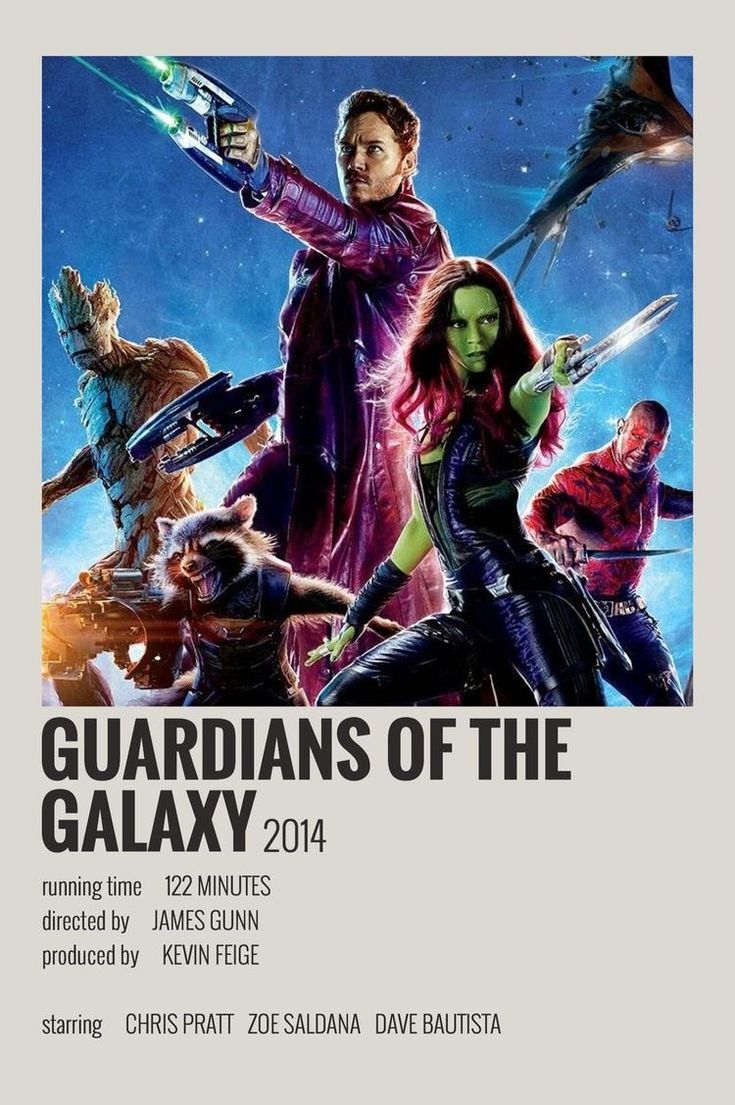 GUARDIANS OF THE
GALAXY 2014
running time 122 MINUTES
directed by JAMES GUNN
produced by KEVIN FEIGE
starring CHRIS PRATT ZOE SALDANA DAVE BAUTISTA